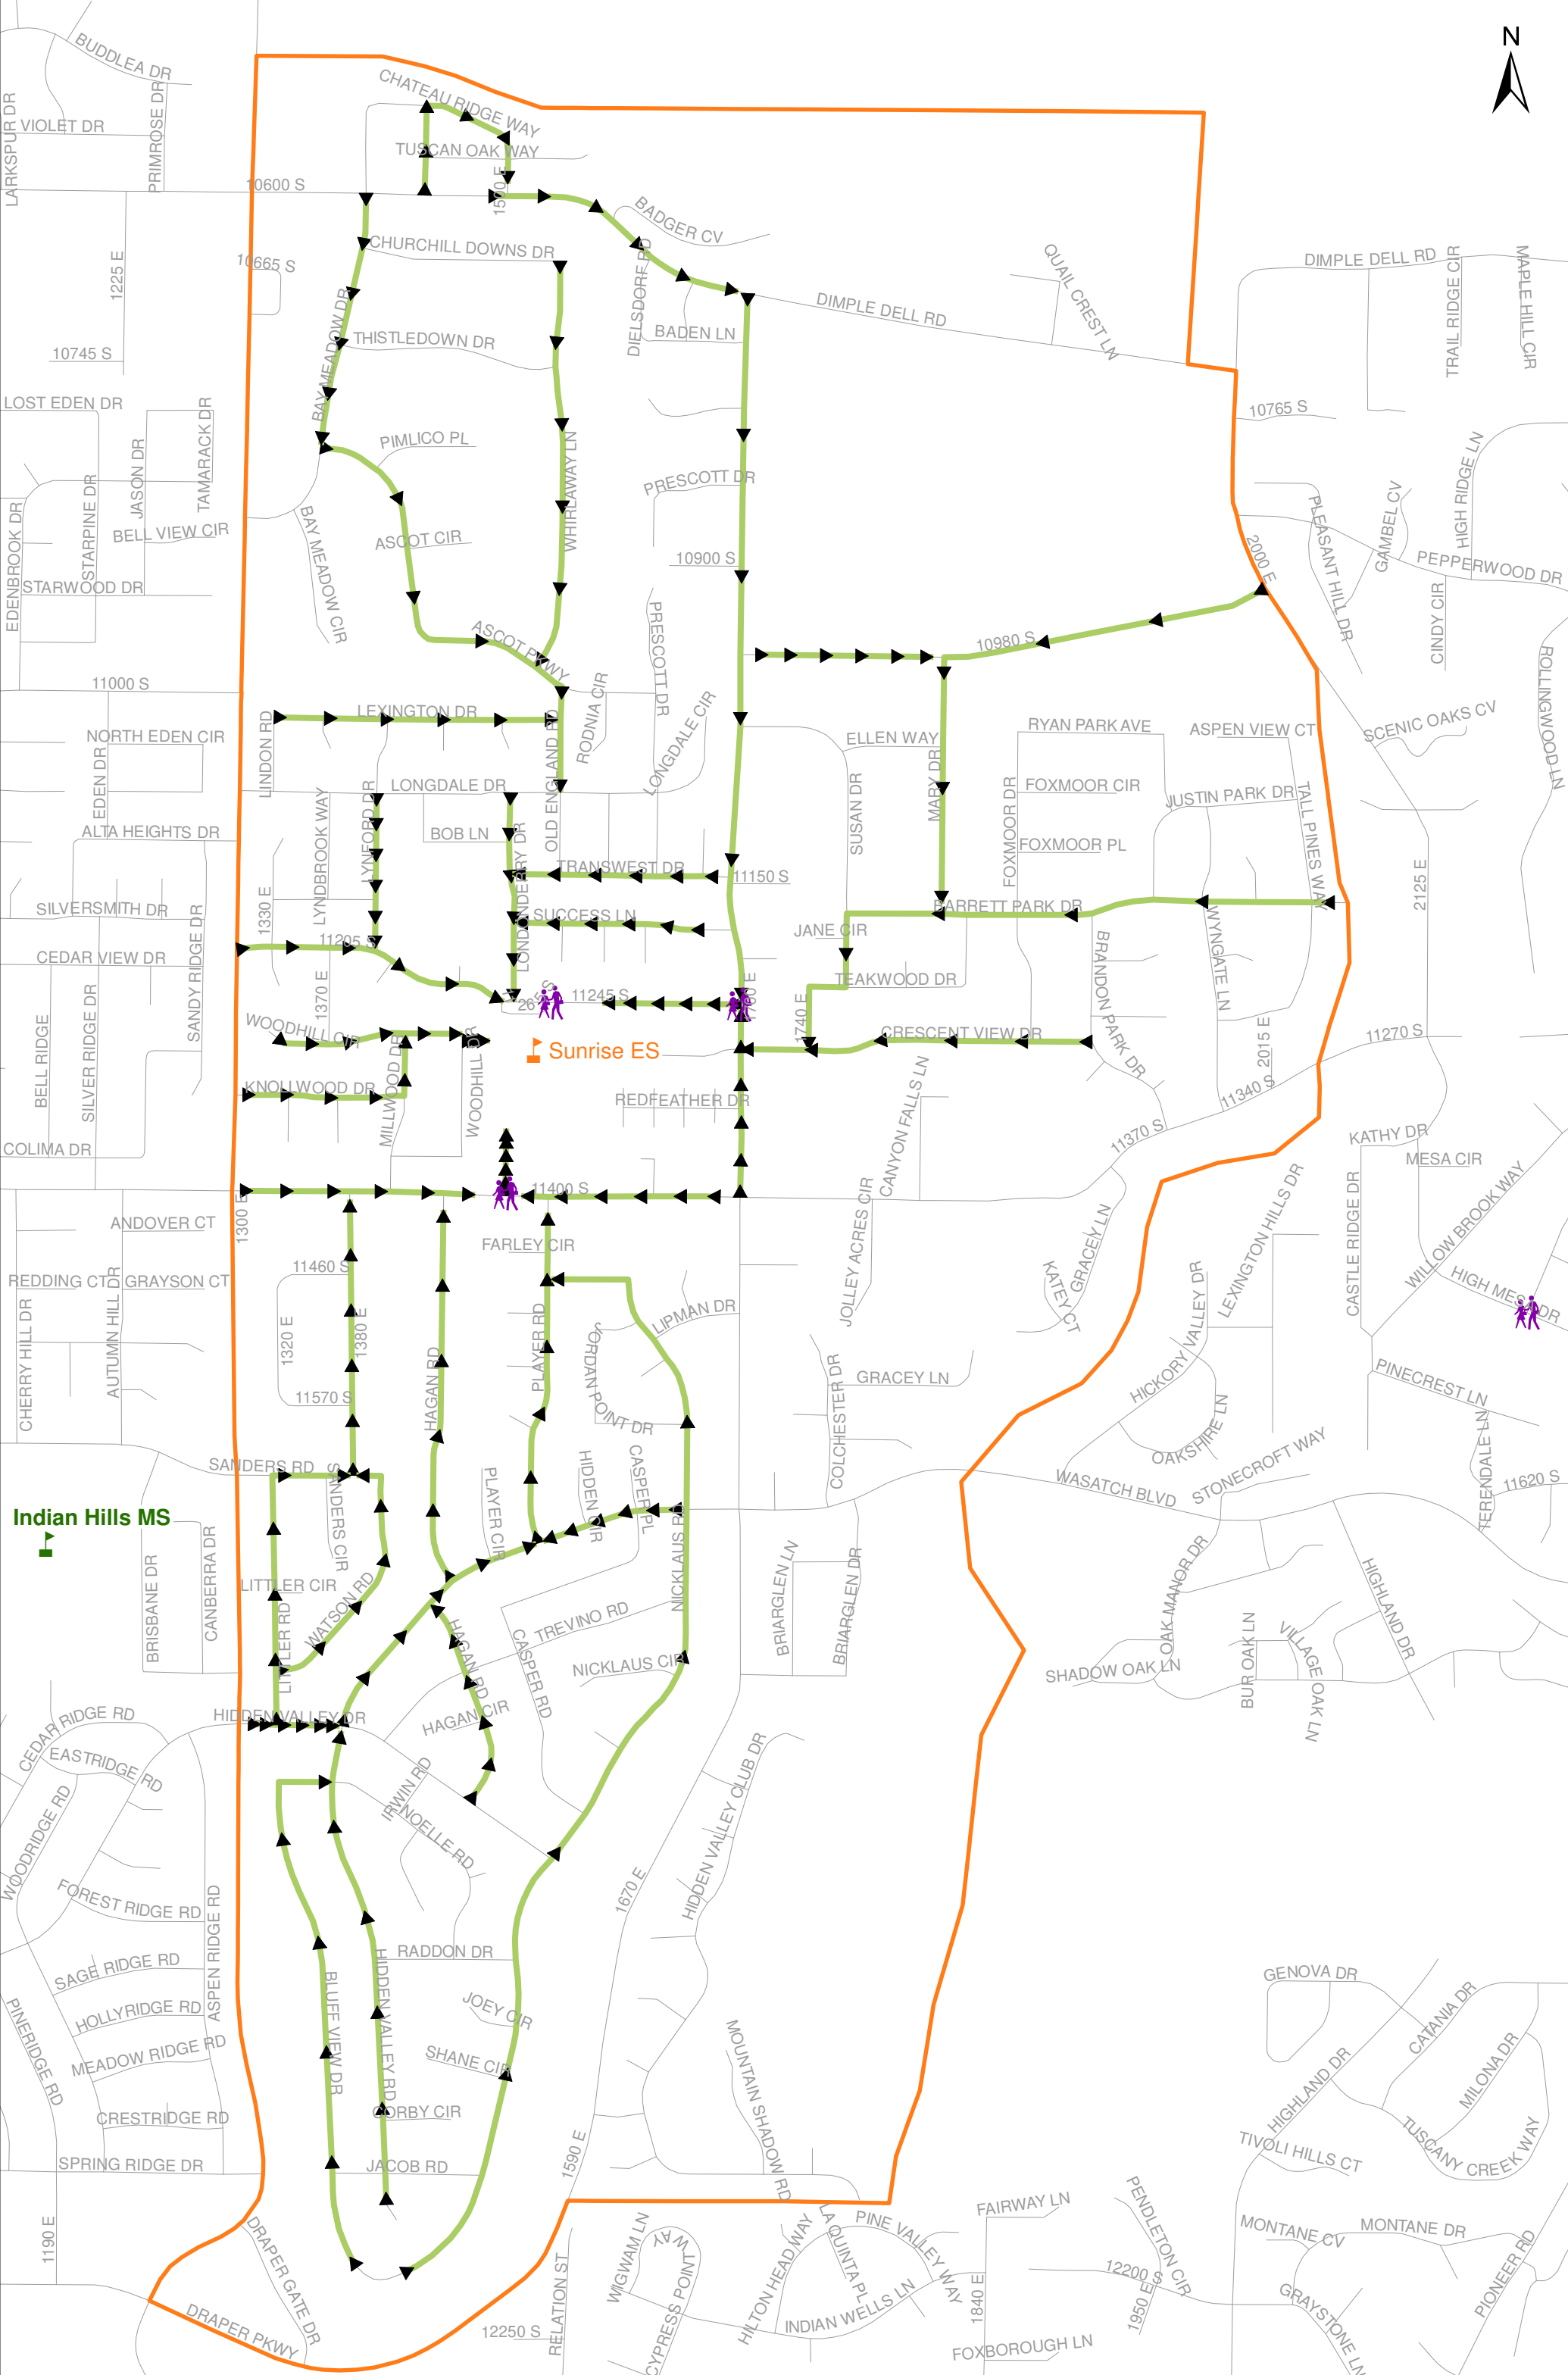 N
BUDDLEA DR
CHATEAU RIDGE WAY
LARKSPUR DR
VIOLET DR
PRIMROSE DR
TUSCAN OAK WAY
10600 S
1500 E
BADGER CV
CHURCHILL DOWNS DR
10665 S
1225 E
DIELSDORF RD
QUAIL CREST LN
DIMPLE DELL RD
TRAIL RIDGE CIR
MAPLE HILL CIR
DIMPLE DELL RD
BAY MEADOW DR
THISTLEDOWN DR
BADEN LN
10745 S
LOST EDEN DR
TAMARACK DR
10765 S
JASON DR
PIMLICO PL
WHIRLAWAY LN
HIGH RIDGE LN
STARPINE DR
PRESCOTT DR
GAMBEL CV
PLEASANT HILL DR
EDENBROOK DR
BELL VIEW CIR
BAY MEADOW CIR
ASCOT CIR
10900 S
2000 E
PEPPERWOOD DR
STARWOOD DR
CINDY CIR
PRESCOTT DR
ASCOT PKWY
10980 S
ROLLINGWOOD LN
11000 S
RODNIA CIR
LONGDALE CIR
LEXINGTON DR
LINDON RD
OLD ENGLAND RD
NORTH EDEN CIR
EDEN DR
ELLEN WAY
RYAN PARK AVE
ASPEN VIEW CT
SCENIC OAKS CV
MARY DR
SUSAN DR
FOXMOOR DR
FOXMOOR CIR
JUSTIN PARK DR
TALL PINES WAY
LYNDBROOK WAY
LYNFORD DR
LONGDALE DR
ALTA HEIGHTS DR
BOB LN
LONDONDERRY DR
FOXMOOR PL
TRANSWEST DR
11150 S
2125 E
1330 E
SILVERSMITH DR
SANDY RIDGE DR
SUCCESS LN
BARRETT PARK DR
WYNGATE LN
JANE CIR
11205 S
BRANDON PARK DR
CEDAR VIEW DR
1370 E
TEAKWOOD DR
11245 S
1700 E
1740 E
BELL RIDGE
SILVER RIDGE DR
WOODHILL CIR
MILLWOOD DR
WOODHILL DR
Sunrise ES
CRESCENT VIEW DR
2015 E
11270 S
KNOLLWOOD DR
REDFEATHER DR
CANYON FALLS LN
11340 S
11370 S
COLIMA DR
KATHY DR
MESA CIR
1300 E
11400 S
JOLLEY ACRES CIR
GRACEY LN
LEXINGTON HILLS DR
CASTLE RIDGE DR
WILLOW BROOK WAY
ANDOVER CT
FARLEY CIR
11460 S
REDDING CT
GRAYSON CT
KATEY CT
HICKORY VALLEY DR
HIGH MESA DR
CHERRY HILL DR
AUTUMN HILL DR
1320 E
1380 E
HAGAN RD
PLAYER RD
JORDAN POINT DR
LIPMAN DR
COLCHESTER DR
GRACEY LN
PINECREST LN
11570 S
OAKSHIRE LN
TERENDALE LN
SANDERS RD
SANDERS CIR
PLAYER CIR
HIDDEN CIR
CASPER PL
WASATCH BLVD
STONECROFT WAY
11620 S
Indian Hills MS
NICKLAUS RD
BRISBANE DR
CANBERRA DR
LITTLER CIR
LITTLER RD
WATSON RD
TREVINO RD
HAGAN RD
CASPER RD
NICKLAUS CIR
BRIARGLEN LN
BRIARGLEN DR
OAK MANOR DR
HIGHLAND DR
SHADOW OAK LN
BUR OAK LN
VILLAGE OAK LN
HIDDEN VALLEY DR
HAGAN CIR
CEDAR RIDGE RD
EASTRIDGE RD
WOODRIDGE RD
IRWIN RD
NOELLE RD
HIDDEN VALLEY CLUB DR
1670 E
FOREST RIDGE RD
ASPEN RIDGE RD
SAGE RIDGE RD
RADDON DR
HOLLYRIDGE RD
JOEY CIR
PINERIDGE RD
MEADOW RIDGE RD
BLUFF VIEW DR
HIDDEN VALLEY RD
SHANE CIR
MOUNTAIN SHADOW RD
GENOVA DR
CATANIA DR
HIGHLAND DR
MILONA DR
CRESTRIDGE RD
CORBY CIR
TUSCANY CREEK WAY
TIVOLI HILLS CT
SPRING RIDGE DR
JACOB RD
1590 E
1190 E
DRAPER GATE DR
WIGWAM LN
CYPRESS POINT WAY
HILTON HEAD WAY
LA QUINTA PL
PINE VALLEY WAY
FAIRWAY LN
PENDLETON CIR
MONTANE CV
MONTANE DR
PIONEER RD
12200 S
1950 E
1840 E
INDIAN WELLS LN
GRAYSTONE LN
DRAPER PKWY
12250 S
RELATION ST
FOXBOROUGH LN